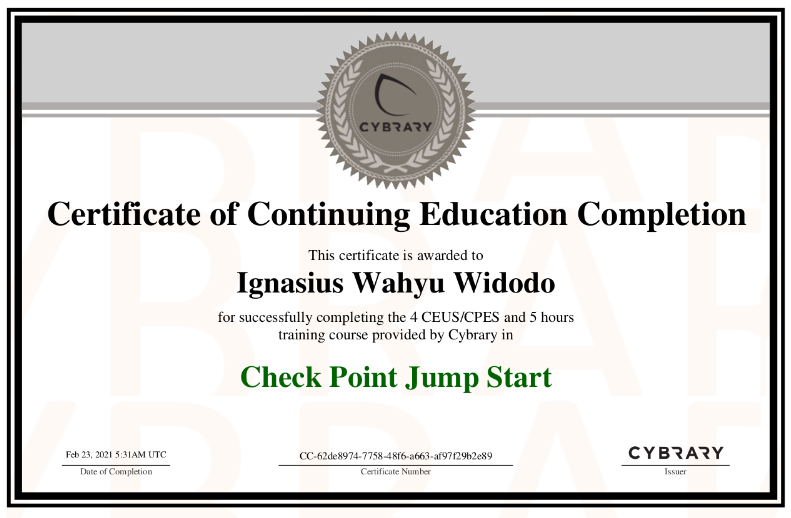 CYBRARY
Certificate of Continuing Education Completion
This certificate is awarded to
Ignasius Wahyu Widodo
for successfully completing the 4 CEUS/CPES and 5 hours
training course provided by Cybrary in
Check Point Jump Start
Feb 23, 2021 5:31AM UTC
Date of Completion
CC-62de8974-7758-48f6-a663-af97f29b2e89
Certificate Number
CYBRARY
Issuer